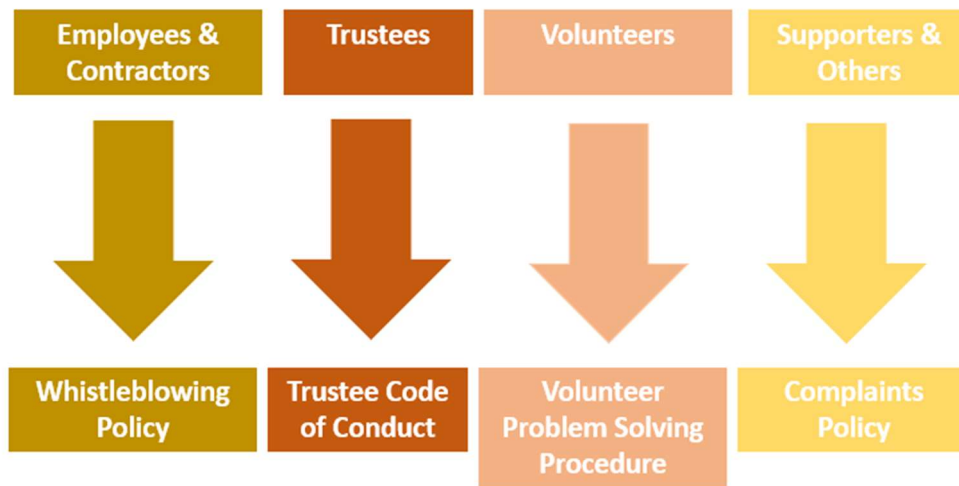 Employees &
Contractors
Trustees
Volunteers
Supporters &
Others
Whistleblowing
Policy
Trustee Code
of Conduct
Volunteer
Problem Solving
Procedure
Complaints
Policy